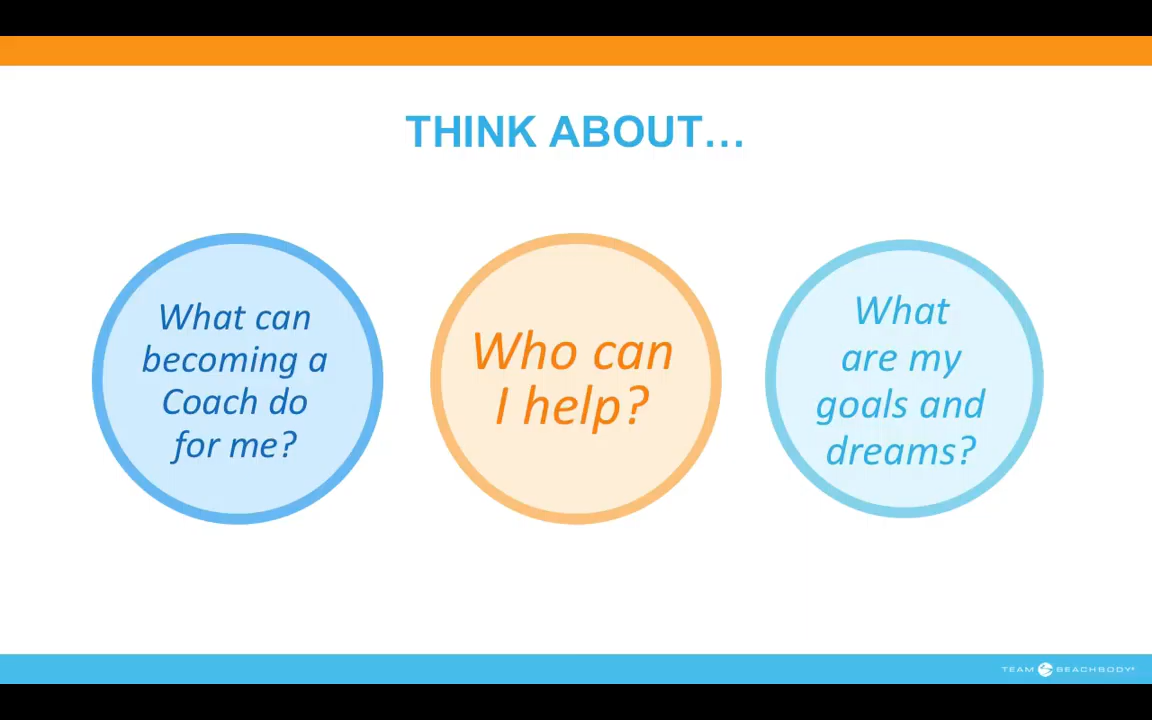 THINK ABOUT…
What can
becoming a
Coach do
for me?
Who can
I help?
What
are my
goals and
dreams?
TEAM BEACHBODY®